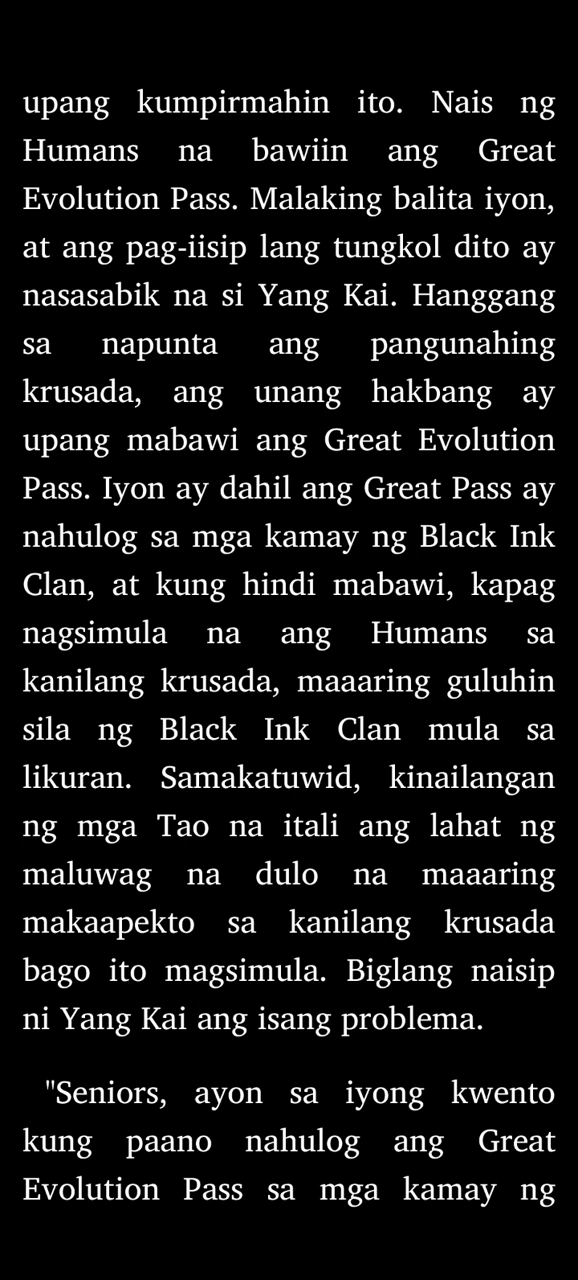 upang kumpirmahin ito. Nais ng
Humans na bawiin ang Great
Evolution Pass. Malaking balita iyon,
at ang pag-iisip lang tungkol dito ay
nasasabik na si Yang Kai. Hanggang
sa napunta ang pangunahing
krusada, ang unang hakbang ay
upang mabawi ang Great Evolution
Pass. Iyon ay dahil ang Great Pass ay
nahulog sa mga kamay ng Black Ink
Clan, at kung hindi mabawi, kapag
nagsimula na ang Humans sa
kanilang krusada, maaaring guluhin
sila ng Black Ink Clan mula sa
likuran. Samakatuwid, kinailangan
ng mga Tao na itali ang lahat ng
maluwag na dulo na maaaring
makaapekto sa kanilang krusada
bago ito magsimula. Biglang naisip
ni Yang Kai ang isang problema.
"Seniors, ayon sa iyong kwento
kung paano nahulog ang Great
Evolution Pass sa mga kamay ng